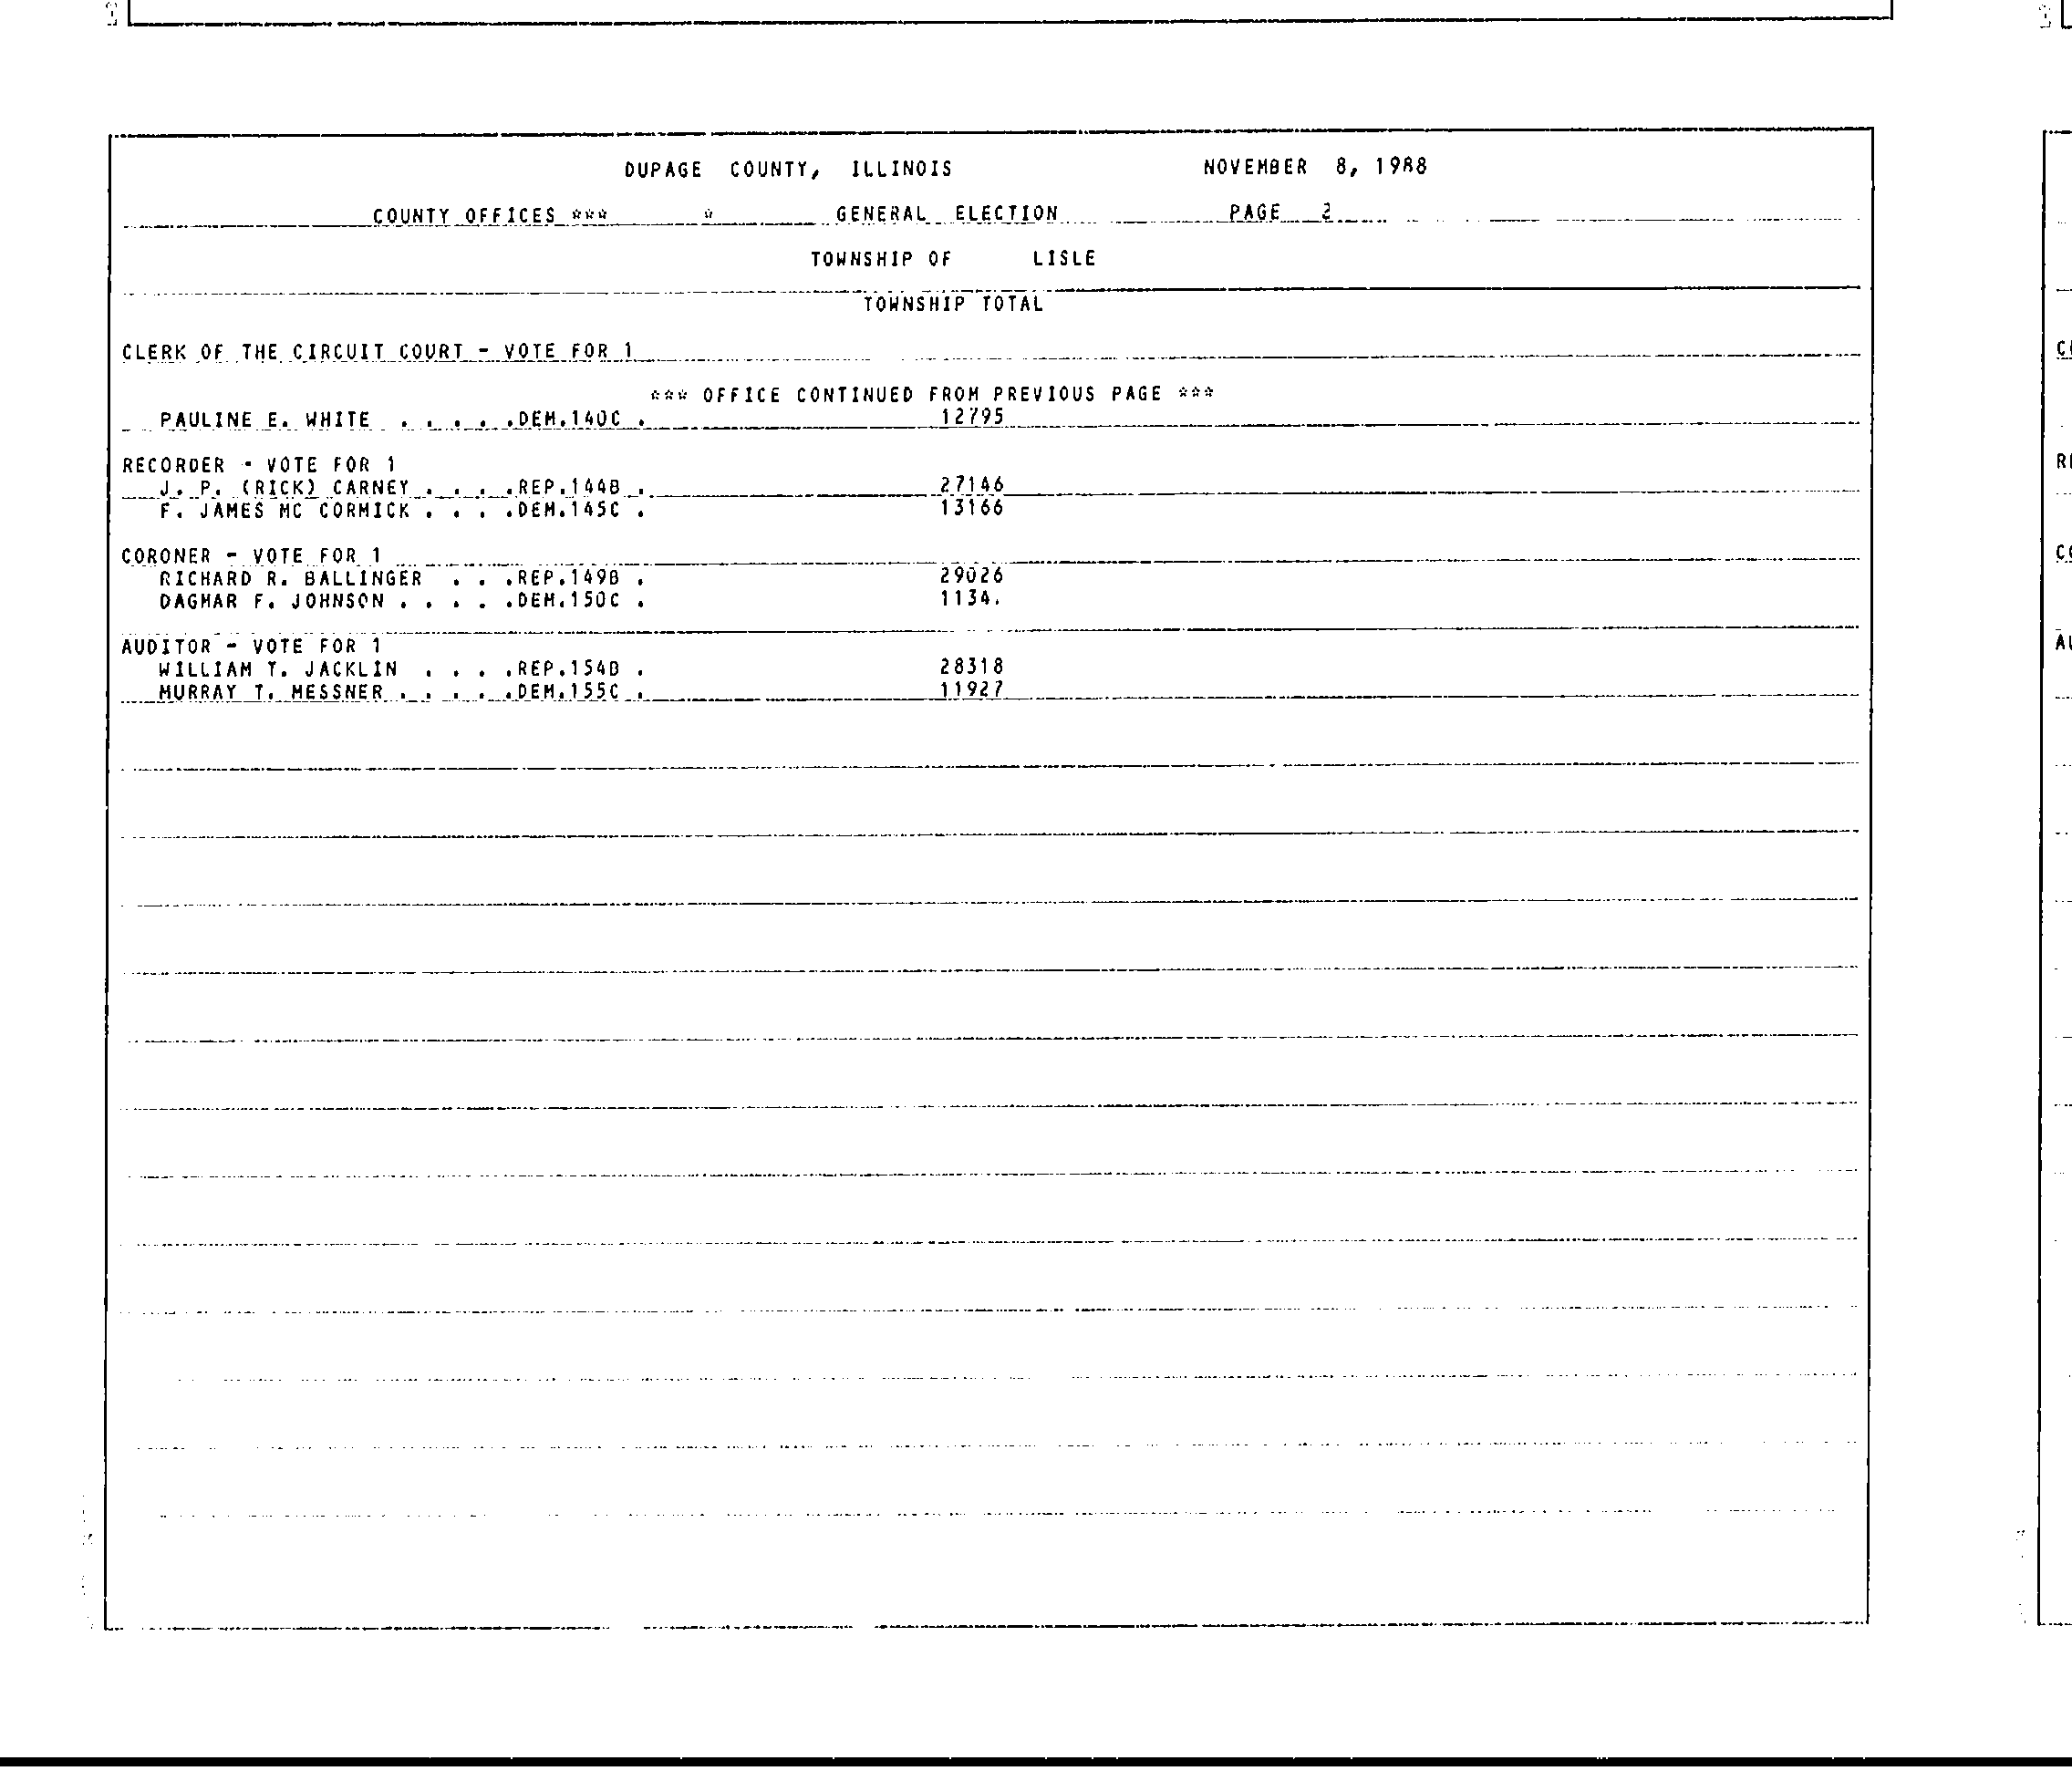 DUPAGE COUNTY, ILLINOIS NOVEMBER 8, 1988
COUNTY OFFICES *** * GENERAL ELECTION PAGE 2
TOWNSHIP OF LISLE
TOWNSHIP TOTAL
CLERK OF THE CIRCUIT COURT - VOTE FOR 1
*** OFFICE CONTINUED FROM PREVIOUS PAGE ***
PAULINE E. WHITE . . . . .DEM.140C . 12795
RECORDER - VOTE FOR 1
J. P. (RICK) CARNEY . . . .REP.144B . 27146
F. JAMES MC CORMICK . . . .DEM.145C . 13166
CORONER - VOTE FOR 1
RICHARD R. BALLINGER . . .REP.149B . 29026
DAGMAR F. JOHNSON . . . . .DEM.150C .
AUDITOR - VOTE FOR 1
WILLIAM T. JACKLIN . . . .REP.154B . 28318
MURRAY T. MESSNER . . . . .DEM.155C . 11927